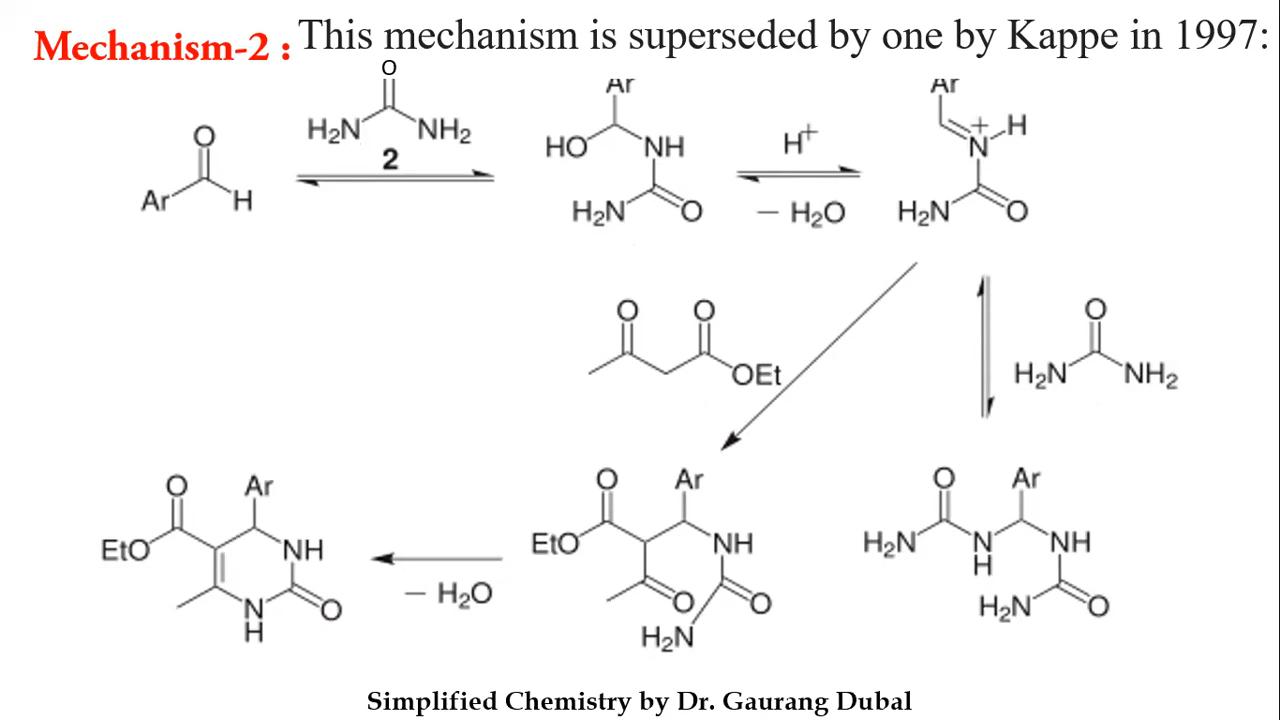 Mechanism-2 : This mechanism is superseded by one by Kappe in 1997:
O
H₂N NH₂
2
O
Ar H
Ar
HO NH
H₂N O
H⁺
− H₂O
Ar
+ H
N
H₂N O
O O
OEt
O
H₂N NH₂
O Ar
EtO NH
O
N
H
− H₂O
O Ar
EtO NH
O O
H₂N
O Ar
H₂N N NH
H
H₂N O
Simplified Chemistry by Dr. Gaurang Dubal